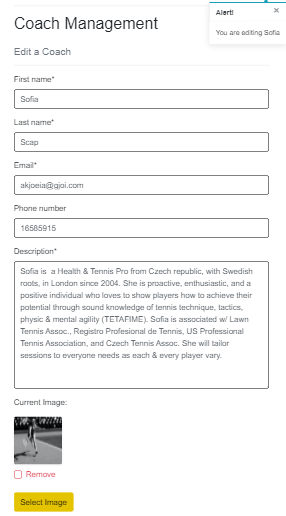 Coach Management
Alert!
×
You are editing Sofia
Edit a Coach
First name*
Sofia
Last name*
Scap
Email*
akjoeia@gjoi.com
Phone number
16585915
Description*
Sofia is a Health & Tennis Pro from Czech republic, with Swedish
roots, in London since 2004. She is proactive, enthusiastic, and a
positive individual who loves to show players how to achieve their
potential through sound knowledge of tennis technique, tactics,
physic & mental agility (TETAFIME). Sofia is associated w/ Lawn
Tennis Assoc., Registro Profesional de Tennis, US Professional
Tennis Association, and Czech Tennis Assoc. She will tailor
sessions to everyone needs as each & every player vary.
Current Image:
Remove
Select Image